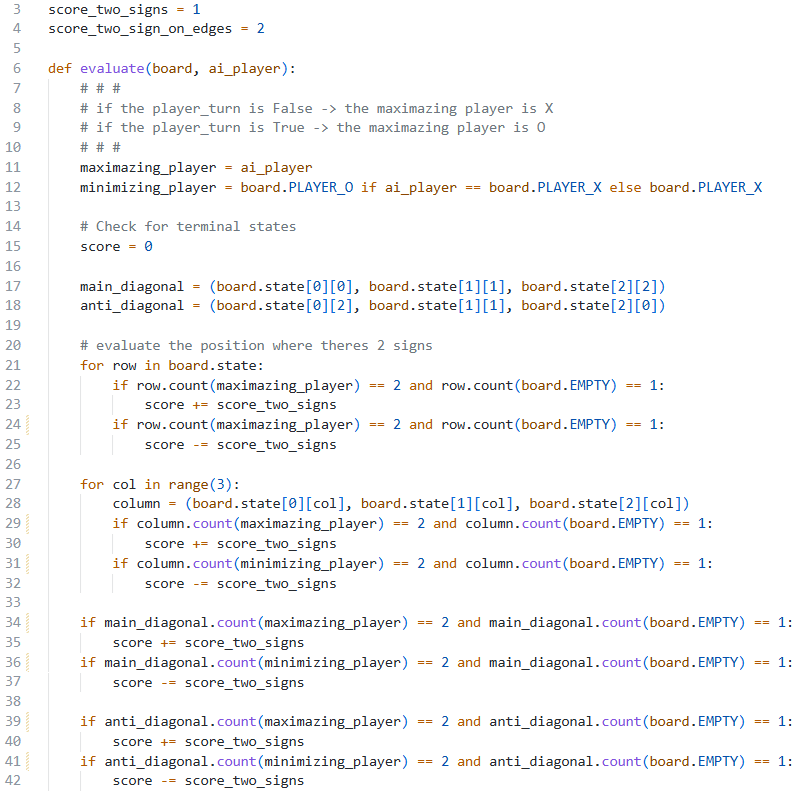 3 score_two_signs = 1
4 score_two_sign_on_edges = 2
5
6 def evaluate(board, ai_player):
7     # # #
8     # if the player_turn is False -> the maximazing player is X
9     # if the player_turn is True -> the maximazing player is O
10     # # #
11     maximazing_player = ai_player
12     minimizing_player = board.PLAYER_O if ai_player == board.PLAYER_X else board.PLAYER_X
13
14     # Check for terminal states
15     score = 0
16
17     main_diagonal = (board.state[0][0], board.state[1][1], board.state[2][2])
18     anti_diagonal = (board.state[0][2], board.state[1][1], board.state[2][0])
19
20     # evaluate the position where theres 2 signs
21     for row in board.state:
22         if row.count(maximazing_player) == 2 and row.count(board.EMPTY) == 1:
23             score += score_two_signs
24         if row.count(maximazing_player) == 2 and row.count(board.EMPTY) == 1:
25             score -= score_two_signs
26
27     for col in range(3):
28         column = (board.state[0][col], board.state[1][col], board.state[2][col])
29         if column.count(maximazing_player) == 2 and column.count(board.EMPTY) == 1:
30             score += score_two_signs
31         if column.count(minimizing_player) == 2 and column.count(board.EMPTY) == 1:
32             score -= score_two_signs
33
34     if main_diagonal.count(maximazing_player) == 2 and main_diagonal.count(board.EMPTY) == 1:
35         score += score_two_signs
36     if main_diagonal.count(minimizing_player) == 2 and main_diagonal.count(board.EMPTY) == 1:
37         score -= score_two_signs
38
39     if anti_diagonal.count(maximazing_player) == 2 and anti_diagonal.count(board.EMPTY) == 1:
40         score += score_two_signs
41     if anti_diagonal.count(minimizing_player) == 2 and anti_diagonal.count(board.EMPTY) == 1:
42         score -= score_two_signs